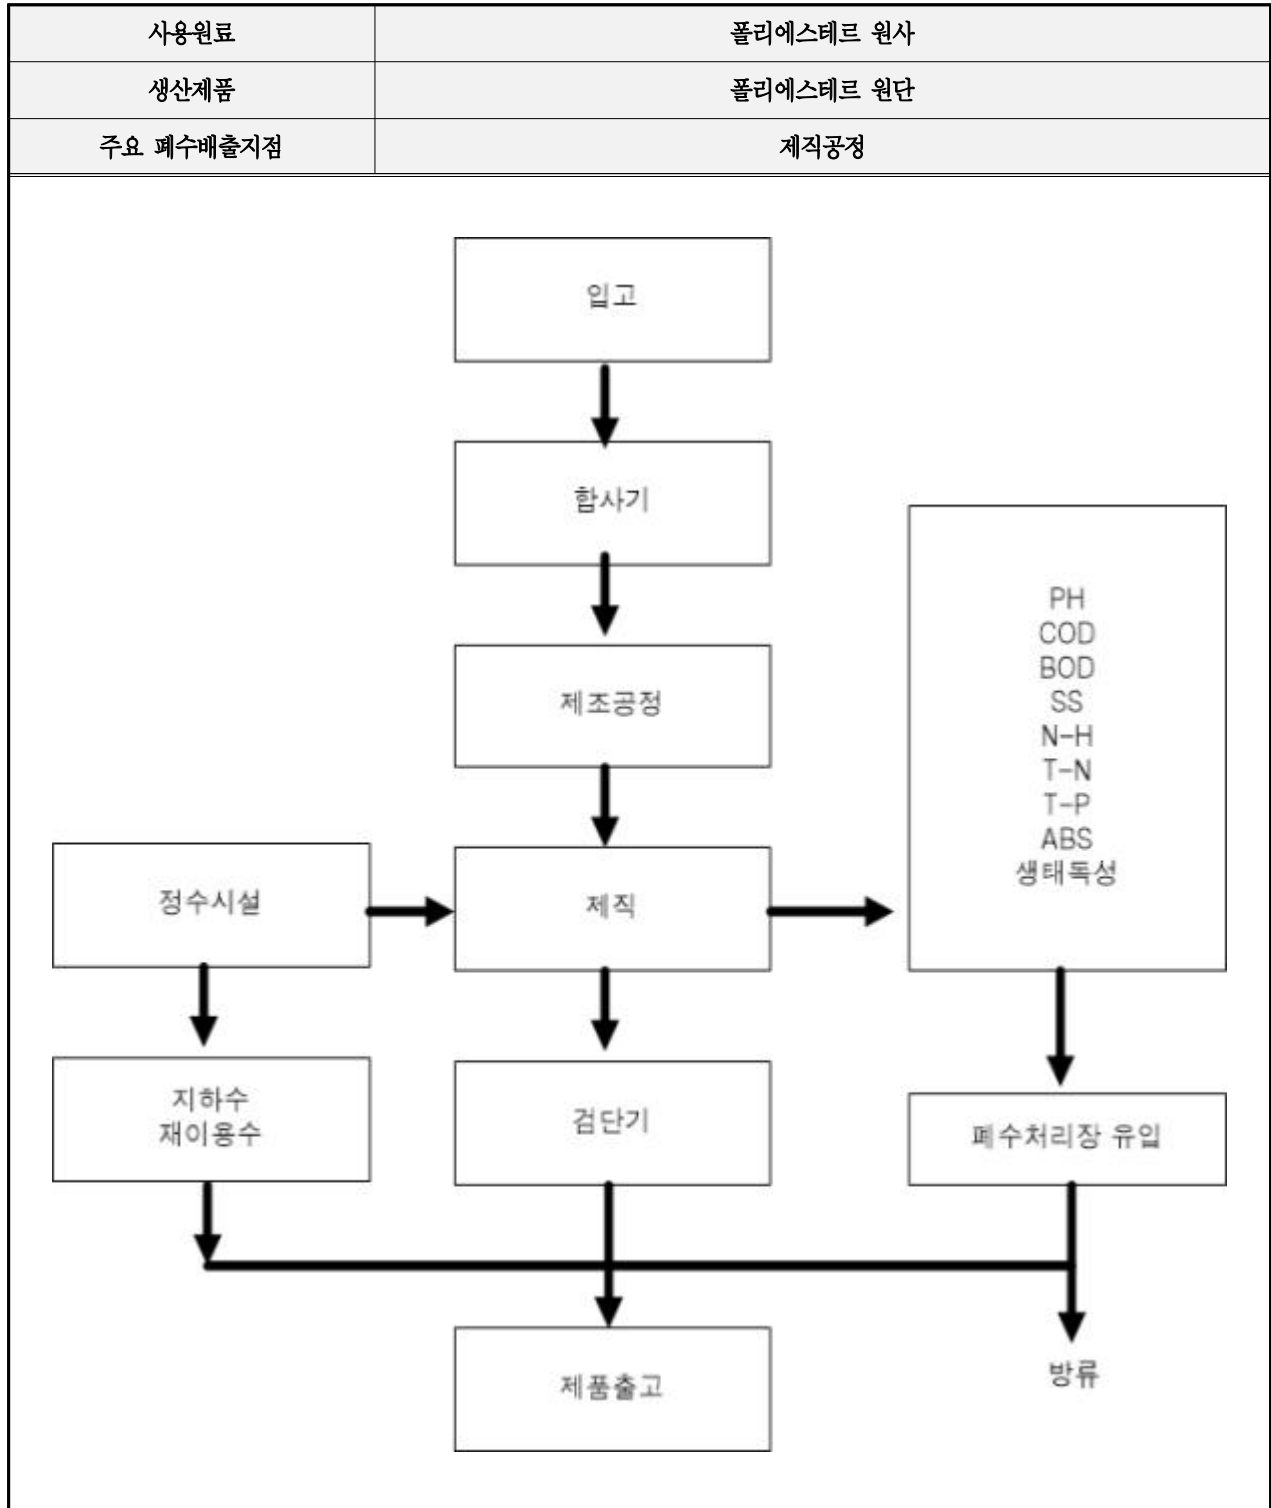 사용원료 폴리에스테르 원사
생산제품 폴리에스테르 원단
주요 폐수배출지점 제직공정
입고
합사기
제조공정
정수시설
제직
PH
COD
BOD
SS
N-H
T-N
T-P
ABS
생태독성
지하수
재이용수
검단기
폐수처리장 유입
제품출고
방류